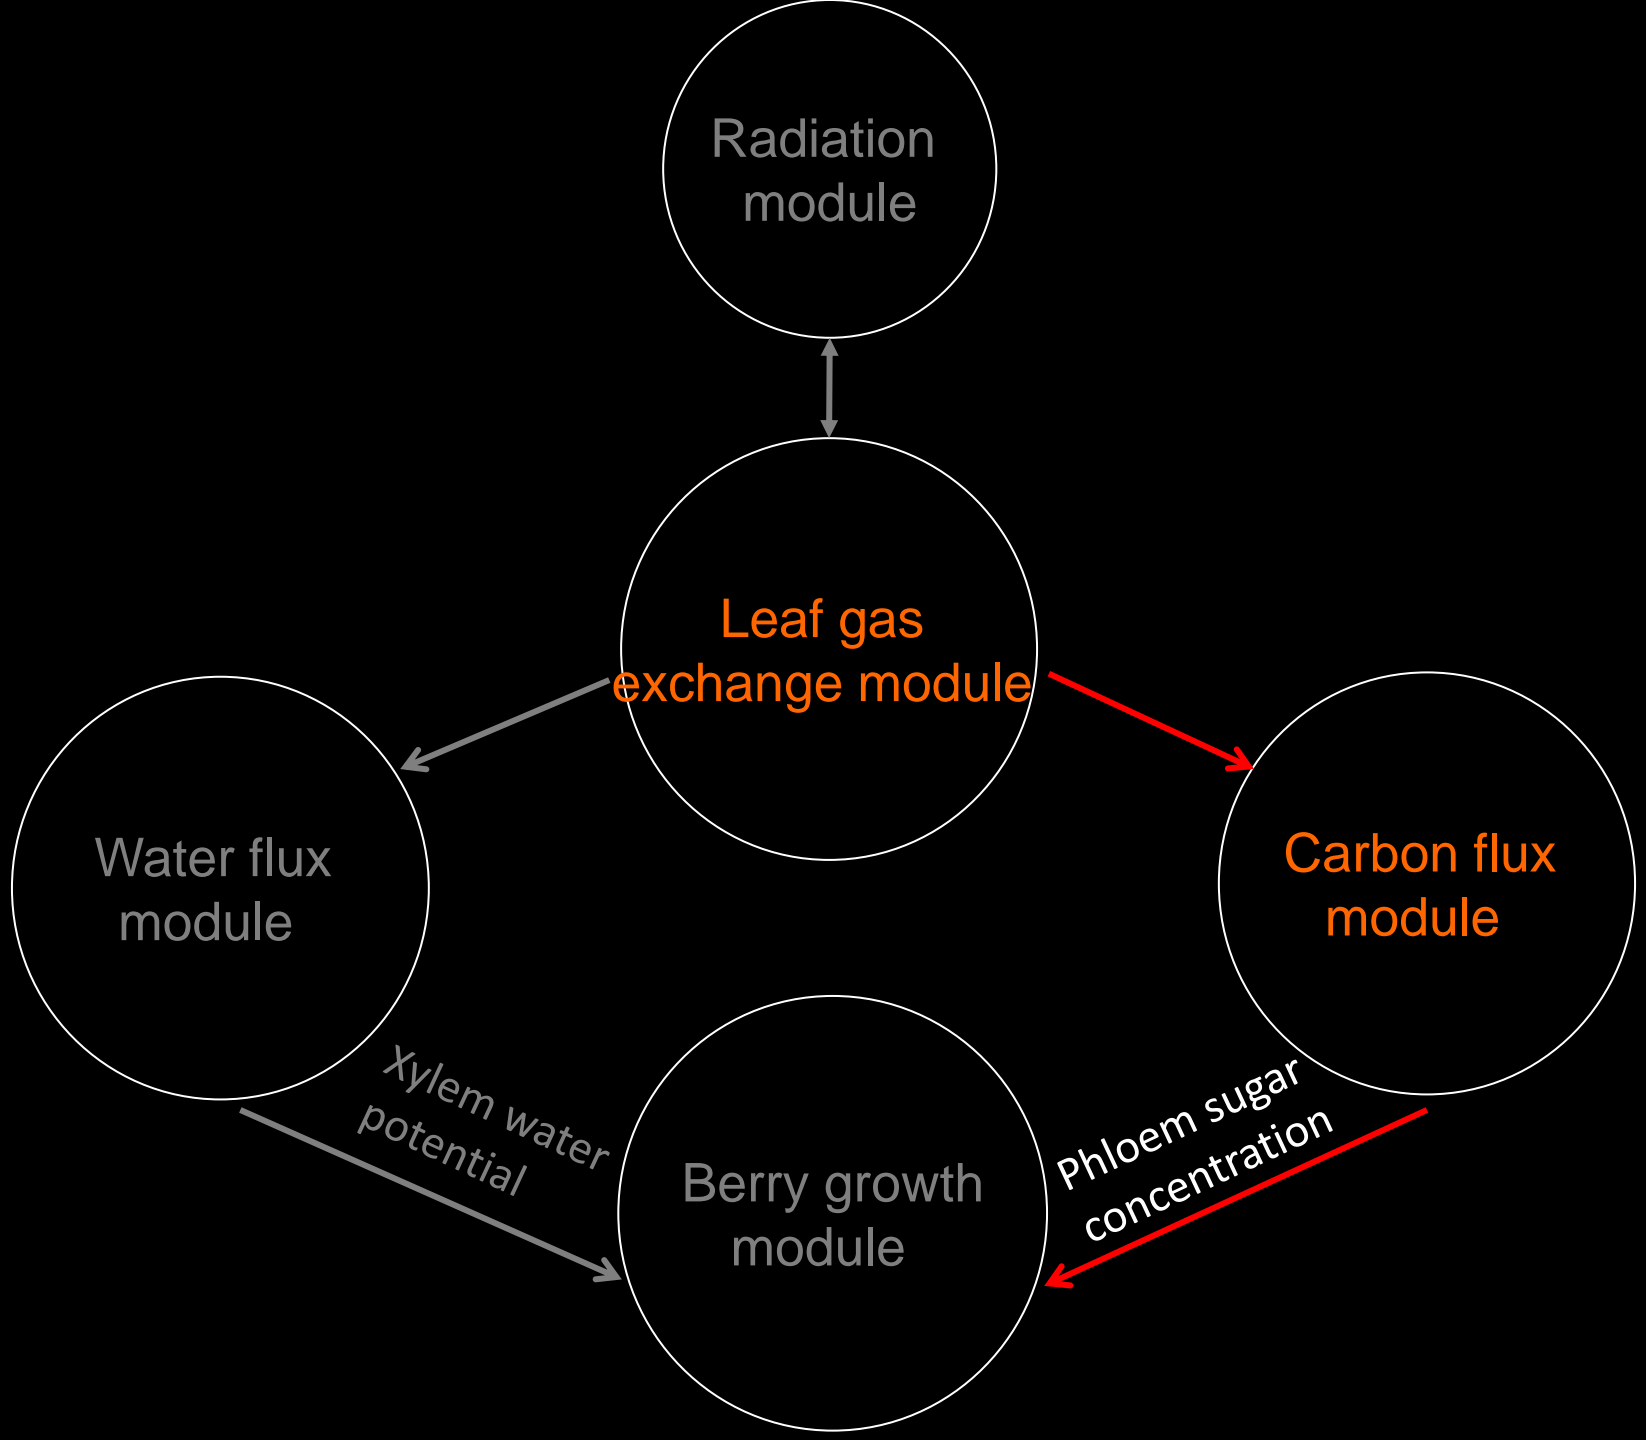 Radiation
module
Leaf gas
exchange module
Water flux
module
Carbon flux
module
Xylem water
potential
Phloem sugar
concentration
Berry growth
module